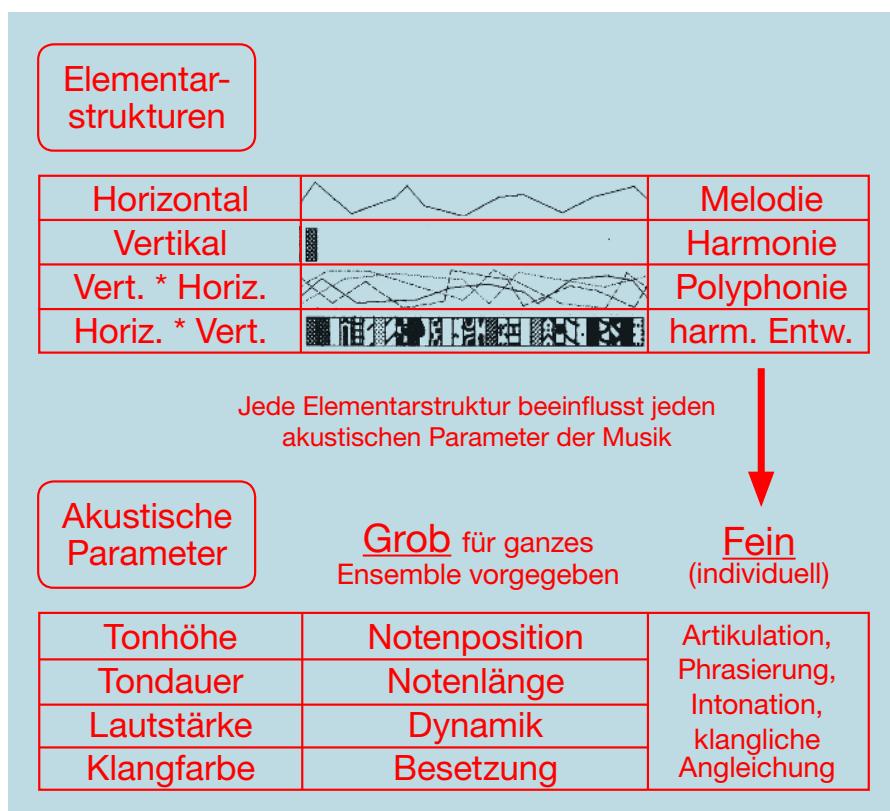 Elementar-
strukturen
Horizontal Melodie
Vertikal Harmonie
Vert. * Horiz. Polyphonie
Horiz. * Vert. harm. Entw.
Jede Elementarstruktur beeinflusst jeden
akustischen Parameter der Musik
Akustische
Parameter
Grob für ganzes
Ensemble vorgegeben
Fein
(individuell)
Tonhöhe Notenposition
Tondauer Notenlänge
Lautstärke Dynamik
Klangfarbe Besetzung
Artikulation,
Phrasierung,
Intonation,
klangliche
Angleichung